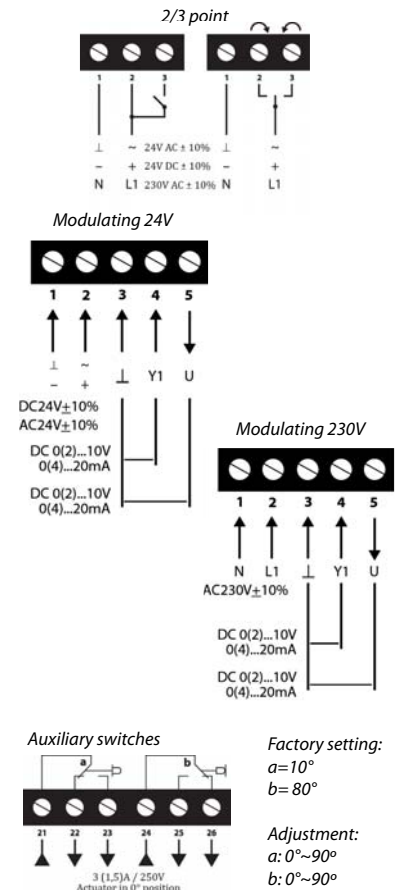 2/3 point
1 2 3 1 2 3
⊥ ~ 24V AC ± 10% ⊥ ~
– + 24V DC ± 10% – +
N L1 230V AC ± 10% N L1
Modulating 24V
1 2 3 4 5
⊥ ~ ⊥ Y1 U
– +
DC24V±10%
AC24V±10%
DC 0(2)...10V
0(4)...20mA
DC 0(2)...10V
0(4)...20mA
Modulating 230V
1 2 3 4 5
N L1 ⊥ Y1 U
AC230V±10%
DC 0(2)...10V
0(4)...20mA
DC 0(2)...10V
0(4)...20mA
Auxiliary switches
a b
21 22 23 24 25 26
3 (1,5)A / 250V
Actuator in 0° position
Factory setting:
a=10°
b= 80°
Adjustment:
a: 0°~90º
b: 0°~90º